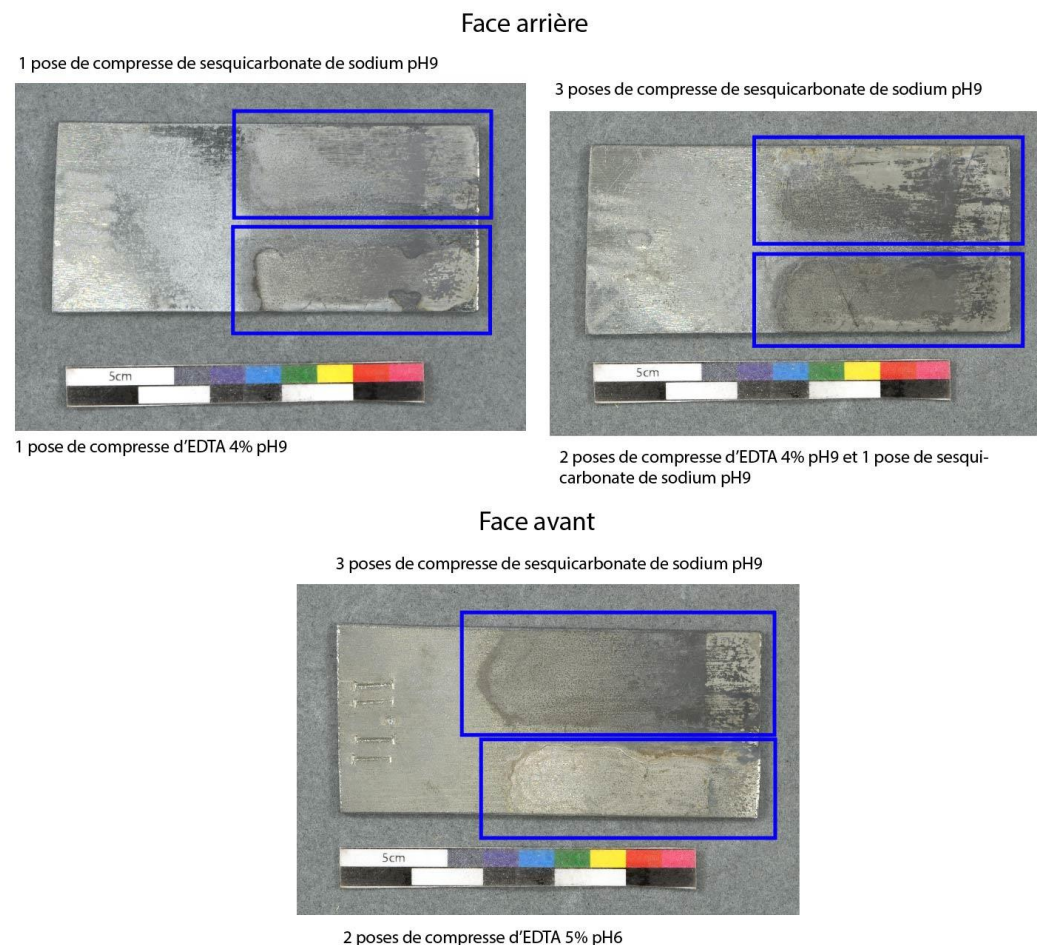 Face arrière
1 pose de compresse de sesquicarbonate de sodium pH9
3 poses de compresse de sesquicarbonate de sodium pH9
5cm
5cm
1 pose de compresse d’EDTA 4% pH9
2 poses de compresse d’EDTA 4% pH9 et 1 pose de sesqui-
carbonate de sodium pH9
Face avant
3 poses de compresse de sesquicarbonate de sodium pH9
5cm
2 poses de compresse d’EDTA 5% pH6